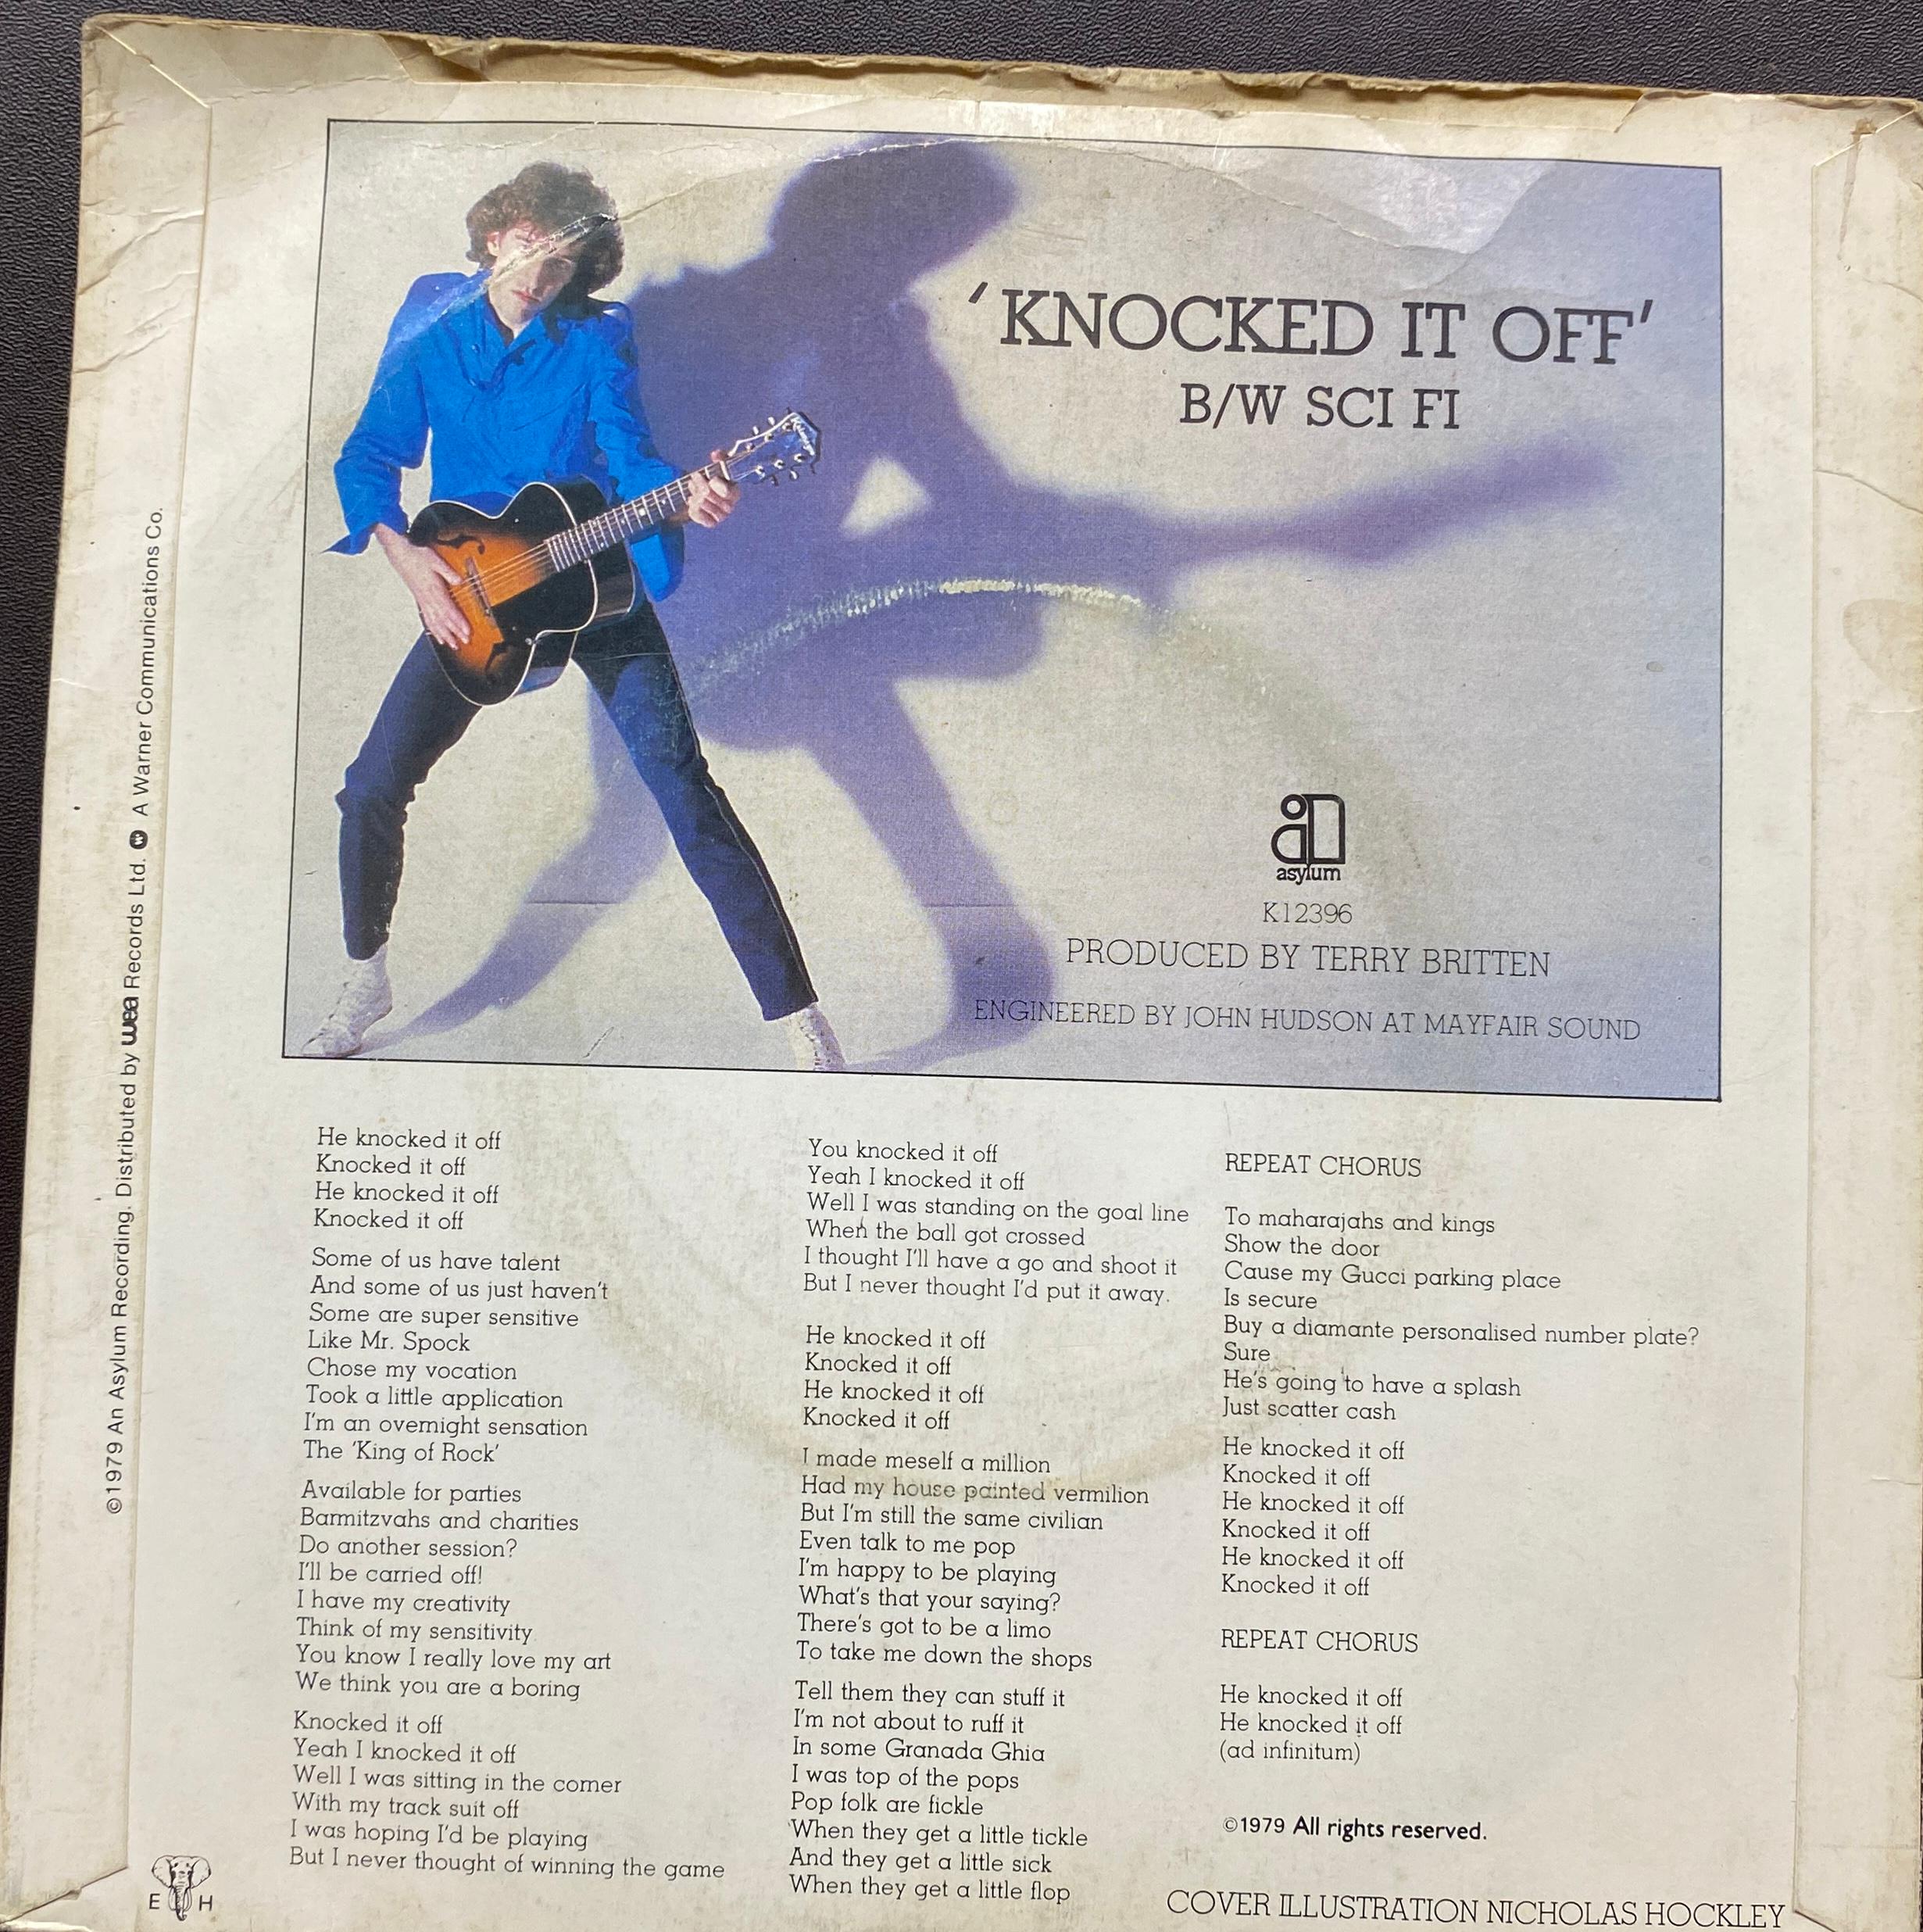 'KNOCKED IT OFF'
B/W SCI FI
asylum
K12396
PRODUCED BY TERRY BRITTEN
ENGINEERED BY JOHN HUDSON AT MAYFAIR SOUND
©1979 An Asylum Recording. Distributed by wea Records Ltd. A Warner Communications Co.
He knocked it off
Knocked it off
He knocked it off
Knocked it off
Some of us have talent
And some of us just haven't
Some are super sensitive
Like Mr. Spock
Chose my vocation
Took a little application
I'm an overnight sensation
The 'King of Rock'
Available for parties
Barmitzvahs and charities
Do another session?
I'll be carried off!
I have my creativity
Think of my sensitivity
You know I really love my art
We think you are a boring
Knocked it off
Yeah I knocked it off
Well I was sitting in the corner
With my track suit off
I was hoping I'd be playing
But I never thought of winning the game
You knocked it off
Yeah I knocked it off
Well I was standing on the goal line
When the ball got crossed
I thought I'll have a go and shoot it
But I never thought I'd put it away.
He knocked it off
Knocked it off
He knocked it off
Knocked it off
I made meself a million
Had my house painted vermilion
But I'm still the same civilian
Even talk to me pop
I'm happy to be playing
What's that your saying?
There's got to be a limo
To take me down the shops
Tell them they can stuff it
I'm not about to ruff it
In some Granada Ghia
I was top of the pops
Pop folk are fickle
When they get a little tickle
And they get a little sick
When they get a little flop
REPEAT CHORUS
To maharajahs and kings
Show the door
Cause my Gucci parking place
Is secure
Buy a diamante personalised number plate?
Sure
He's going to have a splash
Just scatter cash
He knocked it off
Knocked it off
He knocked it off
Knocked it off
He knocked it off
Knocked it off
REPEAT CHORUS
He knocked it off
He knocked it off
(ad infinitum)
©1979 All rights reserved.
E H
COVER ILLUSTRATION NICHOLAS HOCKLEY